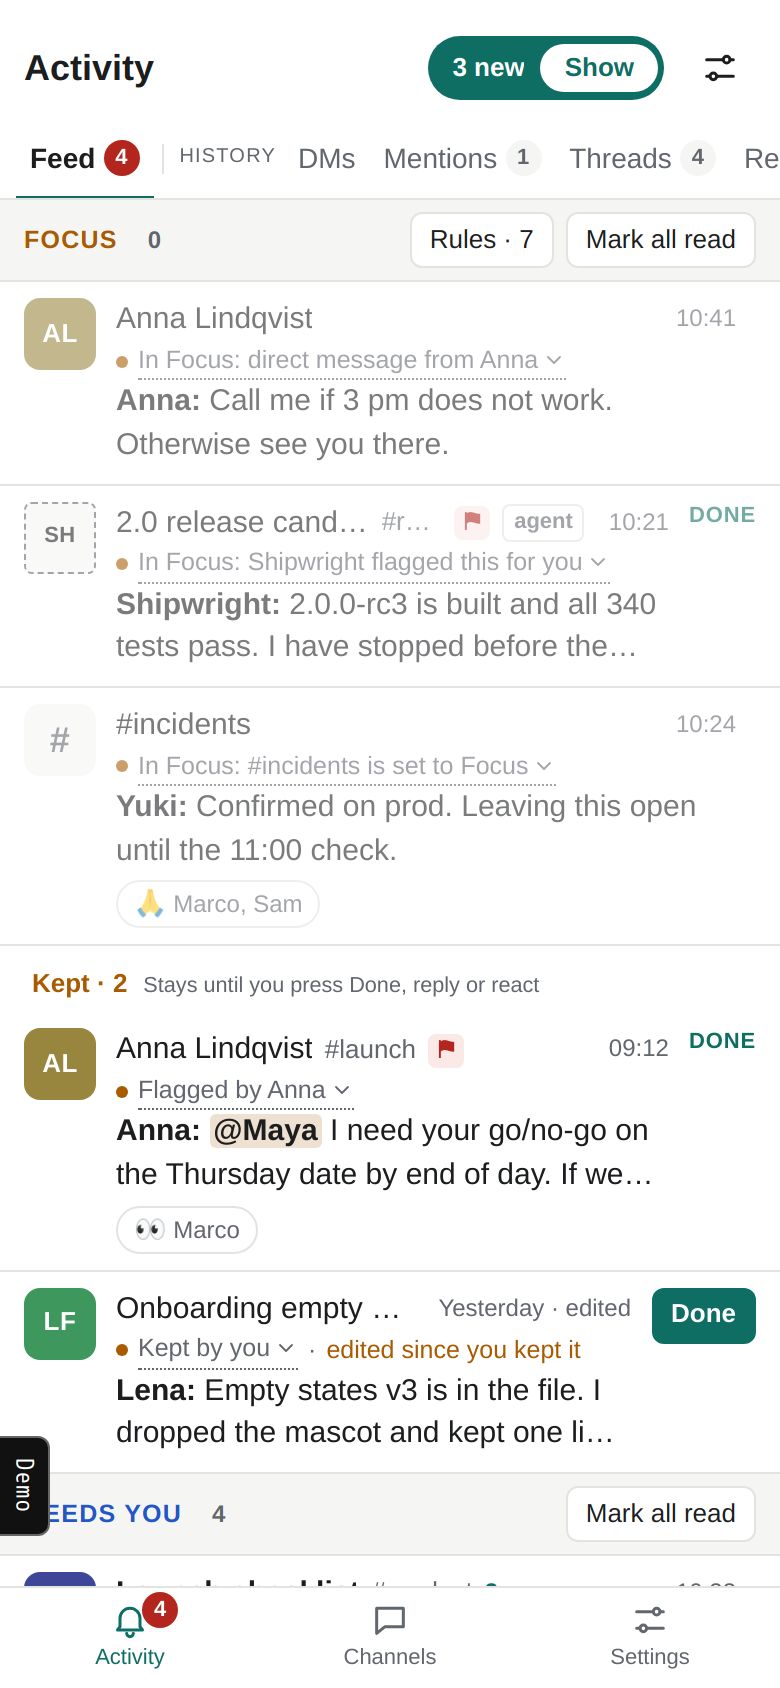 Activity
3 new Show
Feed 4 HISTORY DMs Mentions 1 Threads 4 Re
FOCUS 0 Rules · 7 Mark all read
AL Anna Lindqvist 10:41
In Focus: direct message from Anna
Anna: Call me if 3 pm does not work.
Otherwise see you there.
SH 2.0 release cand… #r… agent 10:21 DONE
In Focus: Shipwright flagged this for you
Shipwright: 2.0.0-rc3 is built and all 340
tests pass. I have stopped before the…
# #incidents 10:24
In Focus: #incidents is set to Focus
Yuki: Confirmed on prod. Leaving this open
until the 11:00 check.
🙏 Marco, Sam
Kept · 2 Stays until you press Done, reply or react
AL Anna Lindqvist #launch 09:12 DONE
Flagged by Anna
Anna: @Maya I need your go/no-go on
the Thursday date by end of day. If we…
👀 Marco
LF Onboarding empty … Yesterday · edited Done
Kept by you · edited since you kept it
Lena: Empty states v3 is in the file. I
dropped the mascot and kept one li…
Demo
EEDS YOU 4 Mark all read
4
Activity Channels Settings